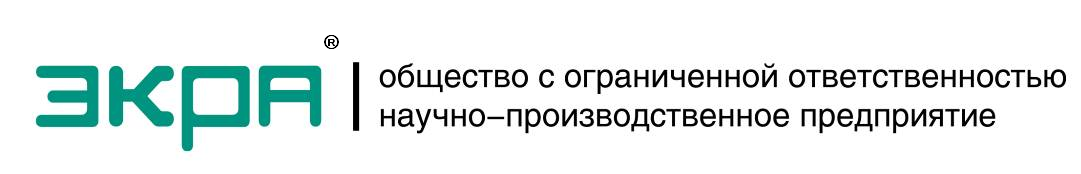 ЭКРА®
общество с ограниченной ответственностью
научно–производственное предприятие